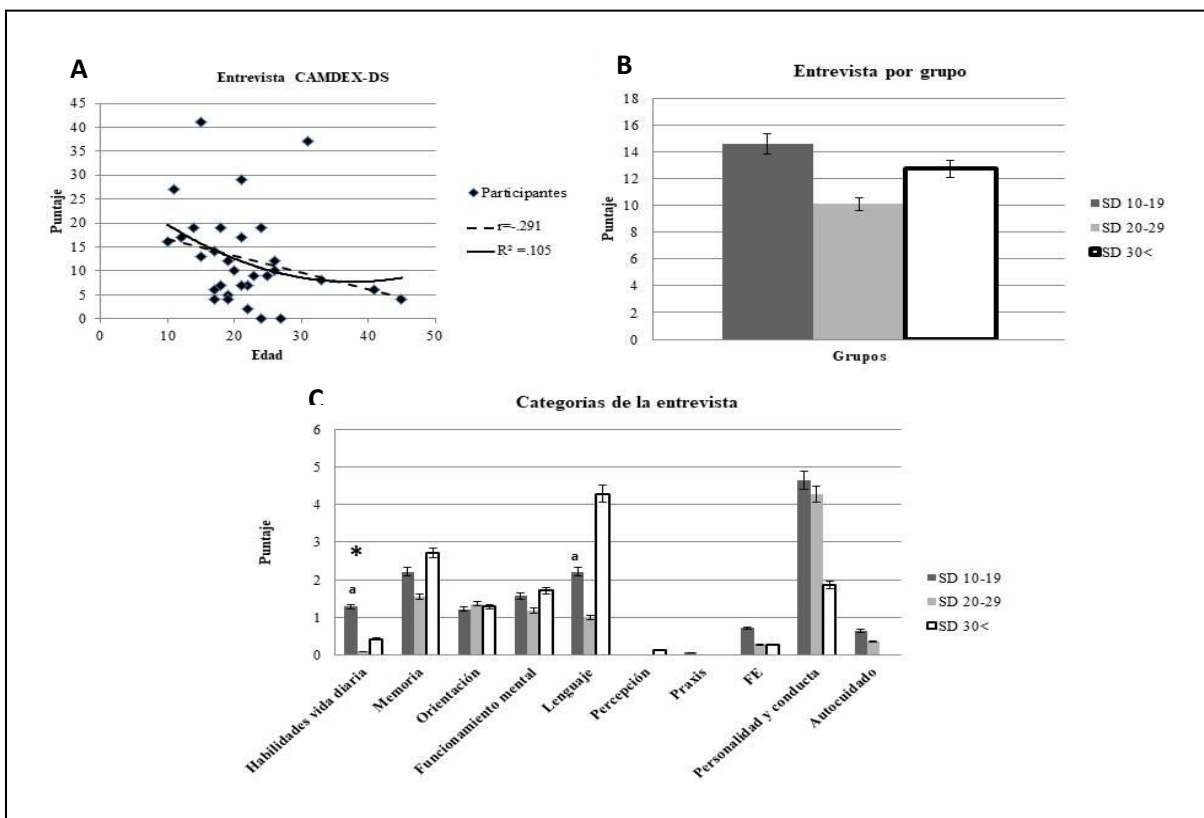 A
Entrevista CAMDEX-DS
45
40
35
30
25
20
15
10
5
0
Puntaje
0 10 20 30 40 50
Edad
Participantes
r=-.291
R² =.105
B
Entrevista por grupo
18
16
14
12
10
8
6
4
2
0
Puntaje
Grupos
SD 10-19
SD 20-29
SD 30<
C
Categorías de la entrevista
6
5
4
3
2
1
0
Puntaje
*
a
a
Habilidades vida diaria
Memoria
Orientación
Funcionamiento mental
Lenguaje
Percepción
Praxis
FE
Personalidad y conducta
Autocuidado
SD 10-19
SD 20-29
SD 30<